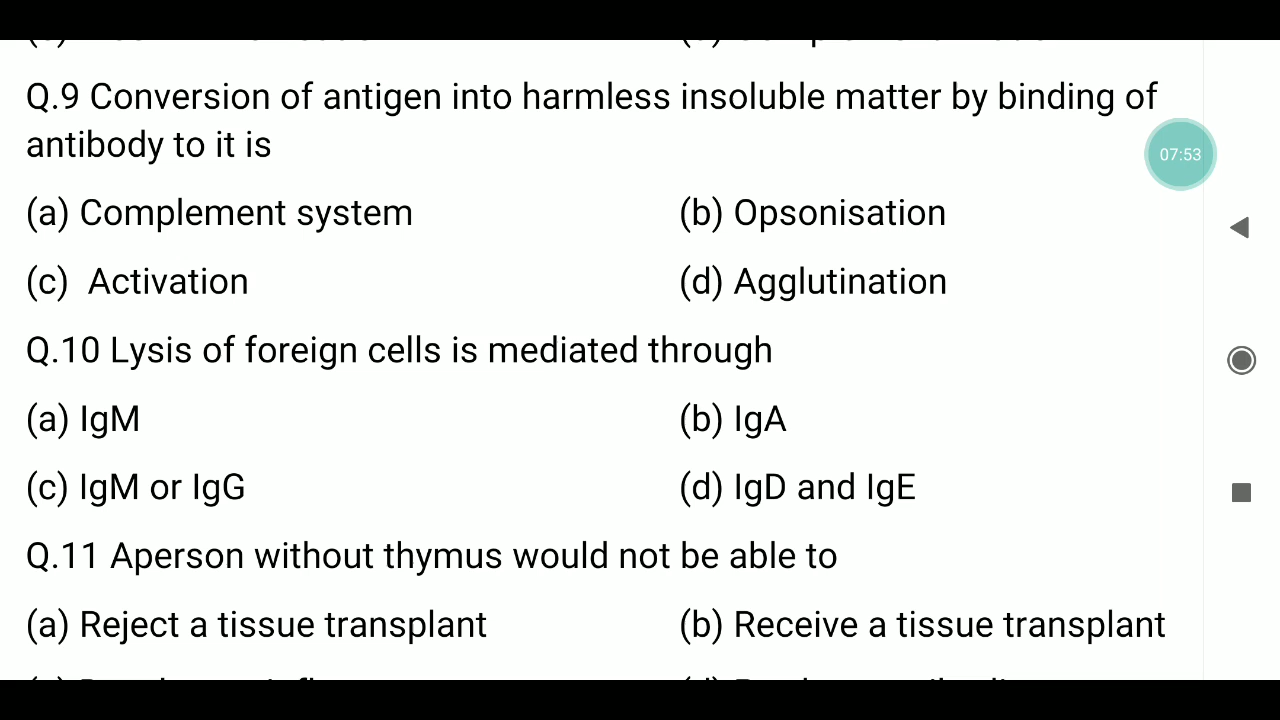 Q.9 Conversion of antigen into harmless insoluble matter by binding of
antibody to it is
07:53
(a) Complement system (b) Opsonisation
(c) Activation (d) Agglutination
Q.10 Lysis of foreign cells is mediated through
(a) IgM (b) IgA
(c) IgM or IgG (d) IgD and IgE
Q.11 Aperson without thymus would not be able to
(a) Reject a tissue transplant (b) Receive a tissue transplant